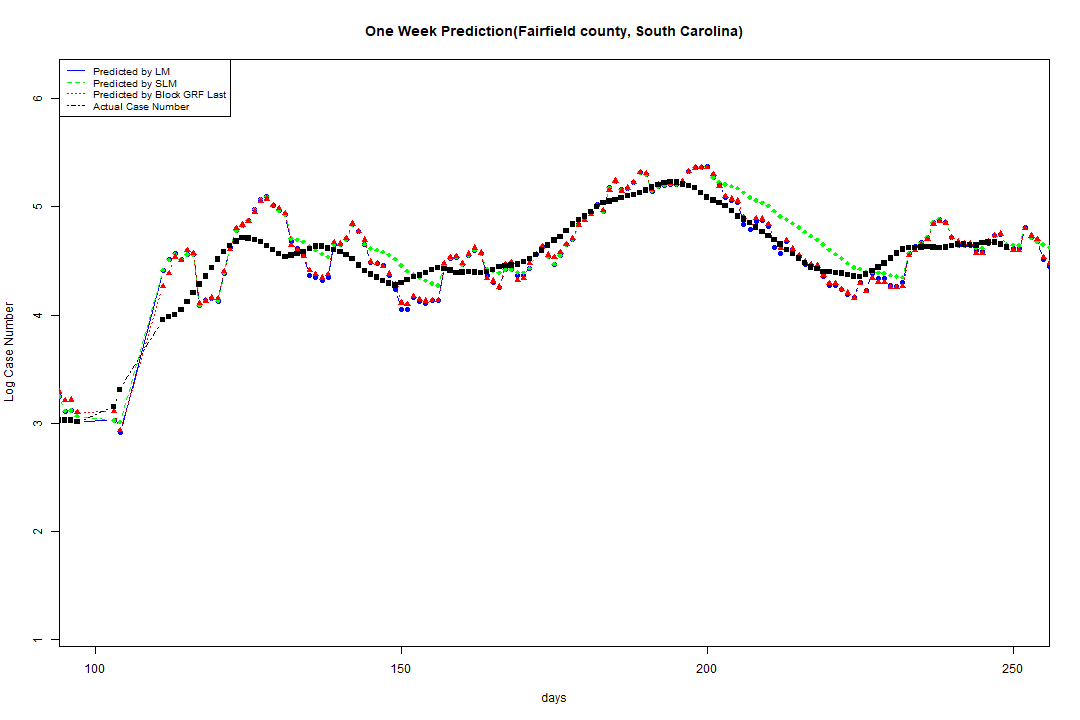 One Week Prediction(Fairfield county, South Carolina)
Predicted by LM
Predicted by SLM
Predicted by Block GRF Last
Actual Case Number
6
5
4
3
2
1
Log Case Number
100
150
200
250
days